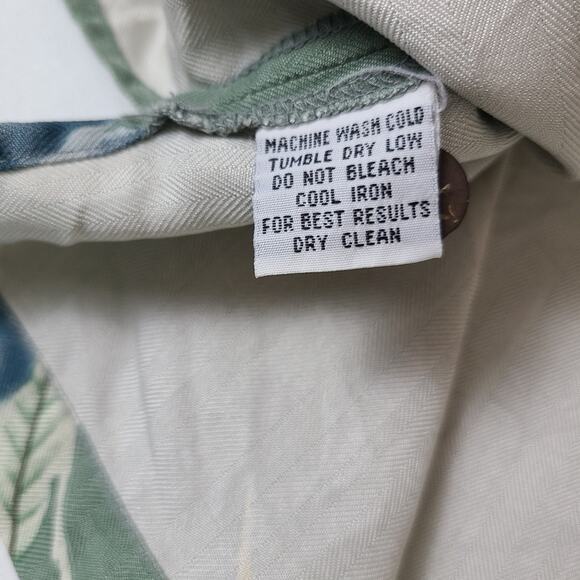 MACHINE WASH COLD
TUMBLE DRY LOW
DO NOT BLEACH
COOL IRON
FOR BEST RESULTS
DRY CLEAN